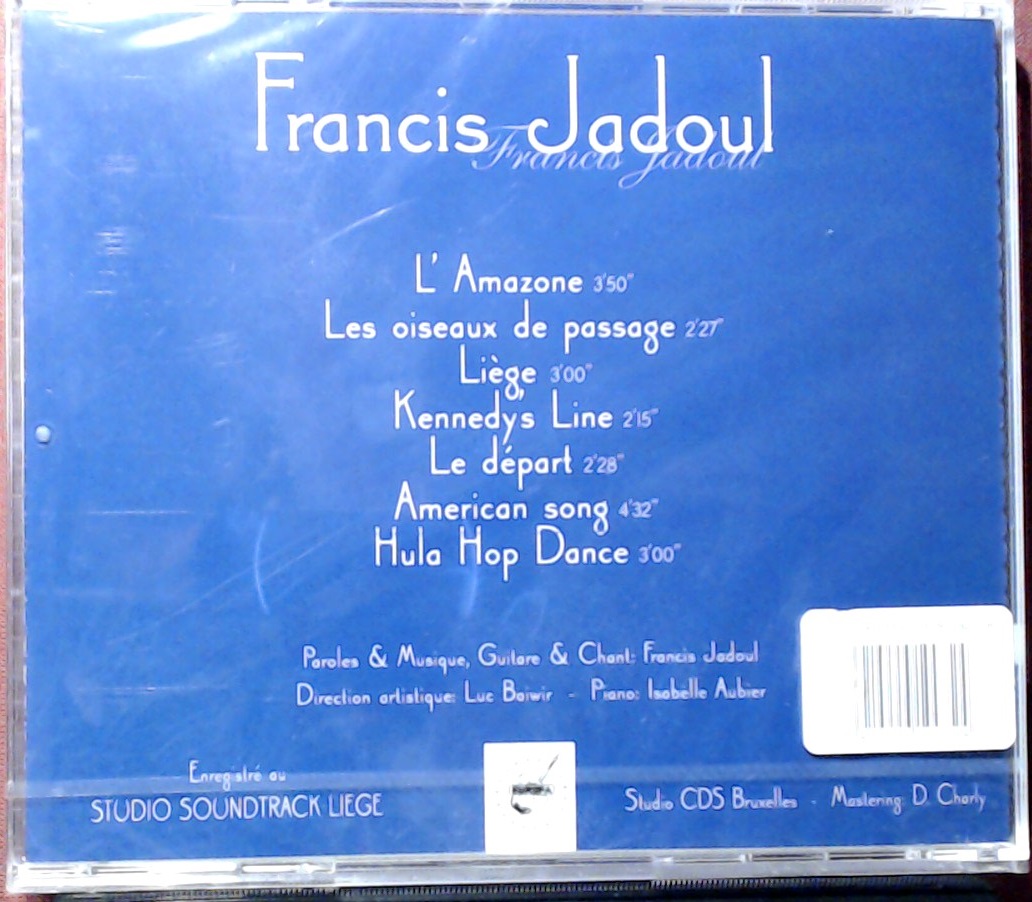 Francis Jadoul
Francis Jadoul
L' Amazone 3'50"
Les oiseaux de passage 2'27"
Liège 3'00"
Kennedy's Line 2'15"
Le départ 2'28"
American song 4'32"
Hula Hop Dance 3'00"
Paroles & Musique, Guitare & Chant: Francis Jadoul
Direction artistique: Luc Baiwir - Piano: Isabelle Aubier
Enregistré au
STUDIO SOUNDTRACK LIEGE
Studio CDS Bruxelles - Mastering: D. Charly